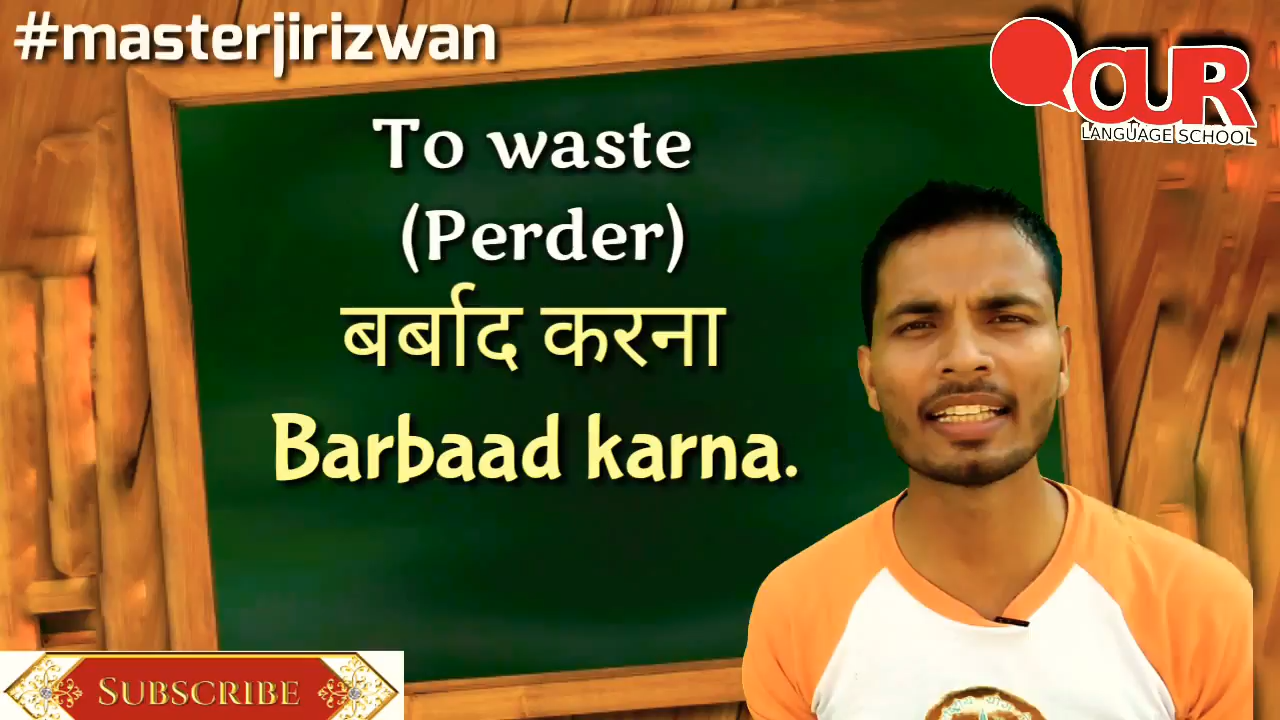 #masterjirizwan
OUR
LANGUAGE SCHOOL
To waste
(Perder)
बर्बाद करना
Barbaad karna.
SUBSCRIBE